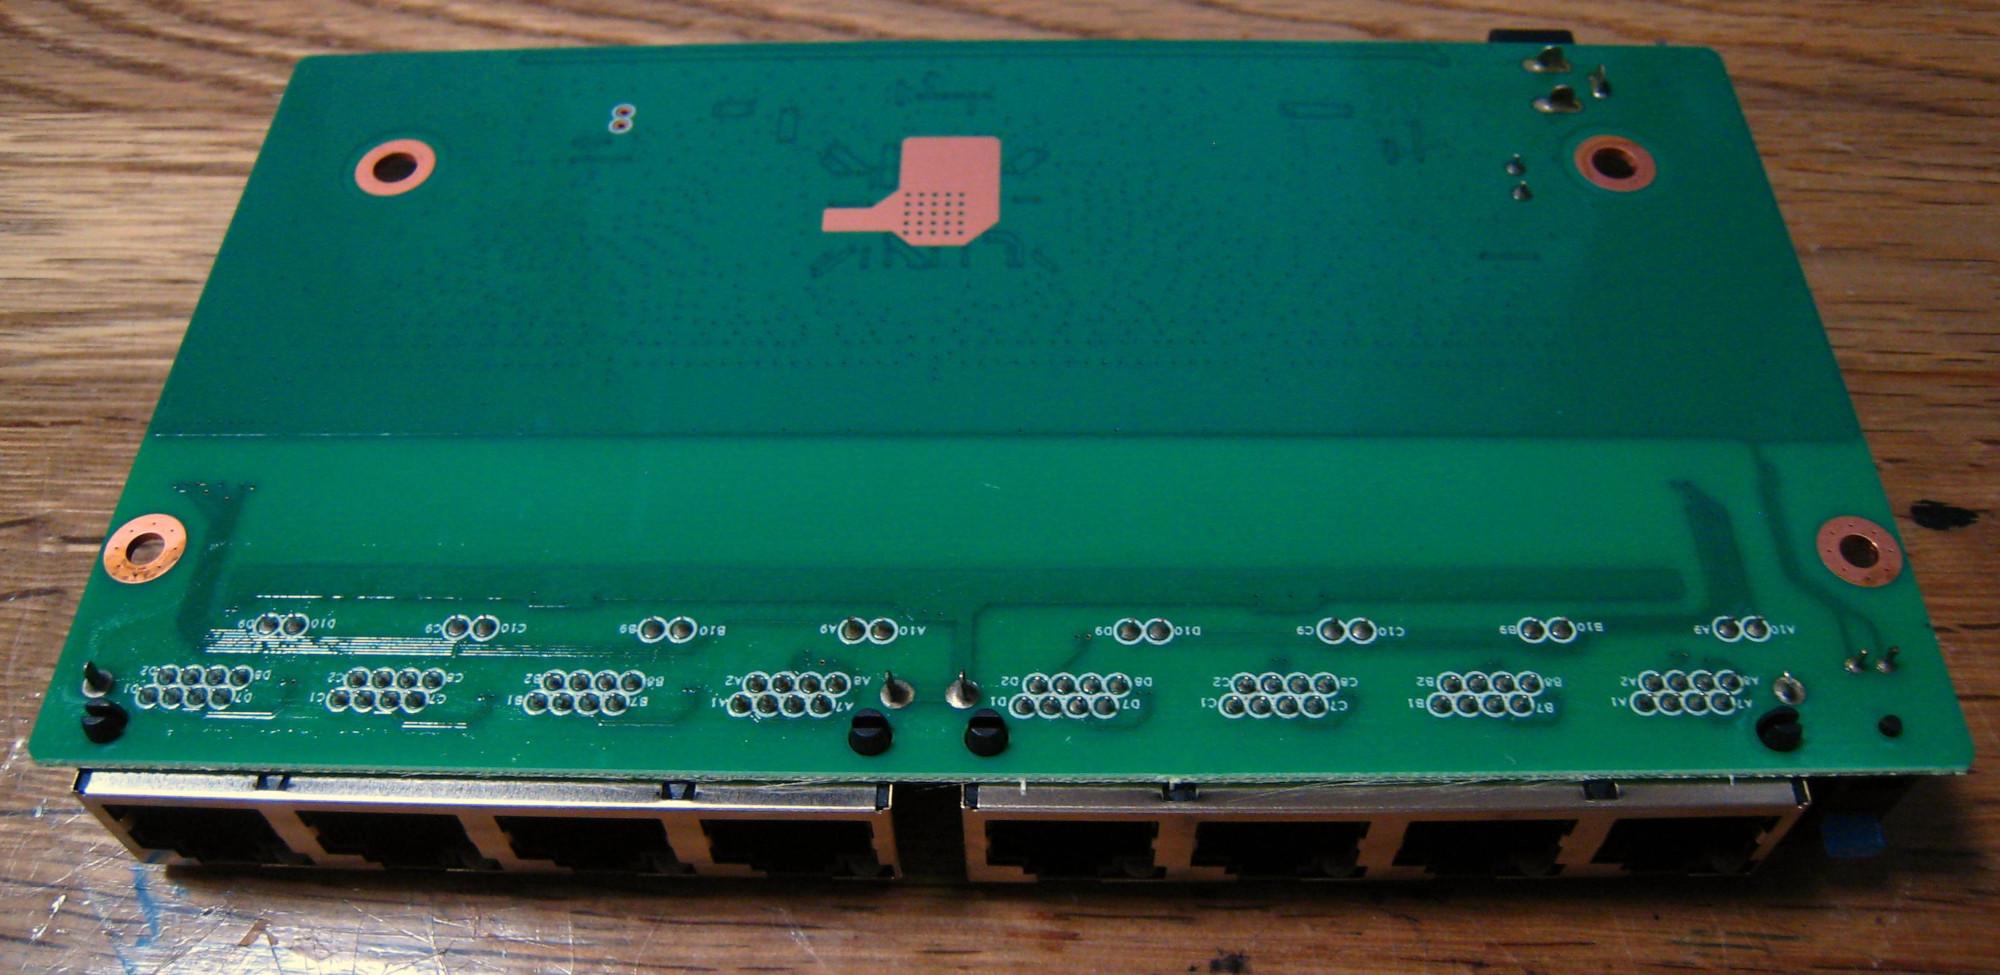 D9 D10 C9 C10 B9 B10 A9 A10 D9 D10 C9 C10 B9 B10 A9 A10
D2 D8 C2 C8 B2 B8 A2 A8 D2 D8 C2 C8 B2 B8 A2 A8
D1 D7 C1 C7 B1 B7 A1 A7 D1 D7 C1 C7 B1 B7 A1 A7